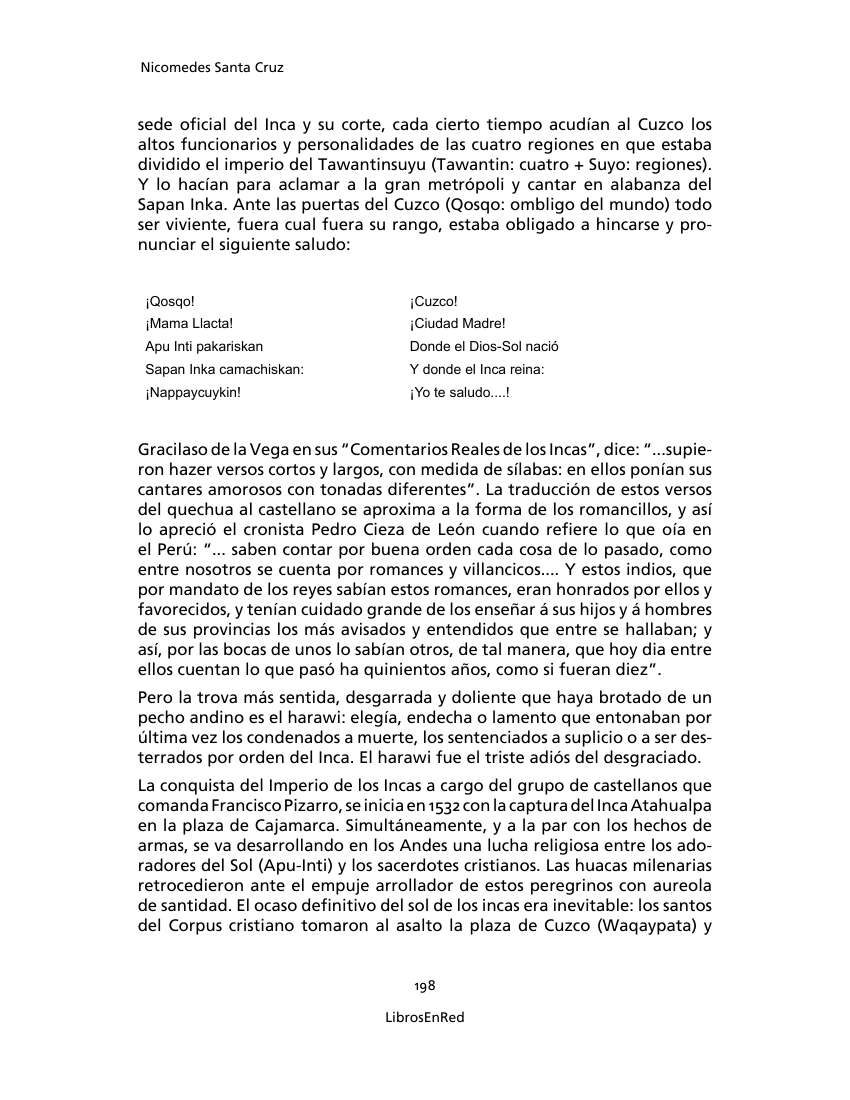 Nicomedes Santa Cruz
sede oficial del Inca y su corte, cada cierto tiempo acudían al Cuzco los
altos funcionarios y personalidades de las cuatro regiones en que estaba
dividido el imperio del Tawantinsuyu (Tawantin: cuatro + Suyo: regiones).
Y lo hacían para aclamar a la gran metrópoli y cantar en alabanza del
Sapan Inka. Ante las puertas del Cuzco (Qosqo: ombligo del mundo) todo
ser viviente, fuera cual fuera su rango, estaba obligado a hincarse y pro-
nunciar el siguiente saludo:
¡Qosqo! ¡Cuzco!
¡Mama Llacta! ¡Ciudad Madre!
Apu Inti pakariskan Donde el Dios-Sol nació
Sapan Inka camachiskan: Y donde el Inca reina:
¡Nappaycuykin! ¡Yo te saludo....!
Gracilaso de la Vega en sus “Comentarios Reales de los Incas”, dice: “...supie-
ron hazer versos cortos y largos, con medida de sílabas: en ellos ponían sus
cantares amorosos con tonadas diferentes”. La traducción de estos versos
del quechua al castellano se aproxima a la forma de los romancillos, y así
lo apreció el cronista Pedro Cieza de León cuando refiere lo que oía en
el Perú: “... saben contar por buena orden cada cosa de lo pasado, como
entre nosotros se cuenta por romances y villancicos.... Y estos indios, que
por mandato de los reyes sabían estos romances, eran honrados por ellos y
favorecidos, y tenían cuidado grande de los enseñar á sus hijos y á hombres
de sus provincias los más avisados y entendidos que entre se hallaban; y
así, por las bocas de unos lo sabían otros, de tal manera, que hoy dia entre
ellos cuentan lo que pasó ha quinientos años, como si fueran diez”.
Pero la trova más sentida, desgarrada y doliente que haya brotado de un
pecho andino es el harawi: elegía, endecha o lamento que entonaban por
última vez los condenados a muerte, los sentenciados a suplicio o a ser des-
terrados por orden del Inca. El harawi fue el triste adiós del desgraciado.
La conquista del Imperio de los Incas a cargo del grupo de castellanos que
comanda Francisco Pizarro, se inicia en 1532 con la captura del Inca Atahualpa
en la plaza de Cajamarca. Simultáneamente, y a la par con los hechos de
armas, se va desarrollando en los Andes una lucha religiosa entre los ado-
radores del Sol (Apu-Inti) y los sacerdotes cristianos. Las huacas milenarias
retrocedieron ante el empuje arrollador de estos peregrinos con aureola
de santidad. El ocaso definitivo del sol de los incas era inevitable: los santos
del Corpus cristiano tomaron al asalto la plaza de Cuzco (Waqaypata) y
198
LibrosEnRed